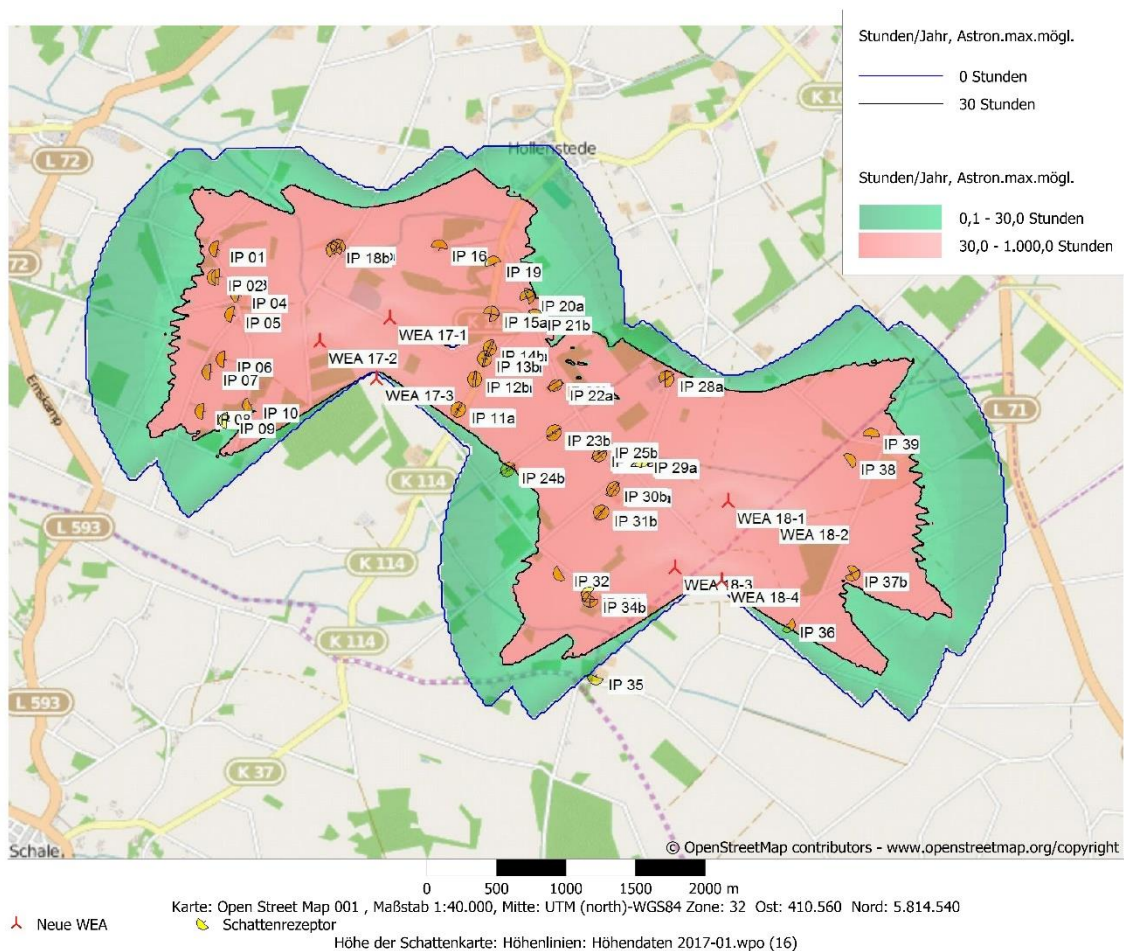 Stunden/Jahr, Astron.max.mögl.
0 Stunden
30 Stunden
Stunden/Jahr, Astron.max.mögl.
0,1 - 30,0 Stunden
30,0 - 1.000,0 Stunden
K 16
L 72
Hollenstede
IP 01
IP 18b
IP 16
72
IP 19
IP 02
IP 04
IP 20a
IP 05
IP 15a
IP 21b
WEA 17-1
WEA 17-2
IP 14b
IP 06
IP 13b
IP 07
IP 12b
IP 22a
IP 28a
WEA 17-3
Emskamp
L 71
IP 10
IP 11a
IP 08
IP 09
IP 23b
IP 39
IP 25b
IP 38
IP 24b
IP 29a
K 114
IP 30b
L 593
IP 31b
WEA 18-1
WEA 18-2
K 114
IP 32
WEA 18-3
IP 37b
WEA 18-4
IP 34b
K 114
IP 36
IP 35
L 593
K 37
Schale
© OpenStreetMap contributors - www.openstreetmap.org/copyright
0 500 1000 1500 2000 m
Karte: Open Street Map 001 , Maßstab 1:40.000, Mitte: UTM (north)-WGS84 Zone: 32 Ost: 410.560 Nord: 5.814.540
Neue WEA
Schattenrezeptor
Höhe der Schattenkarte: Höhenlinien: Höhendaten 2017-01.wpo (16)